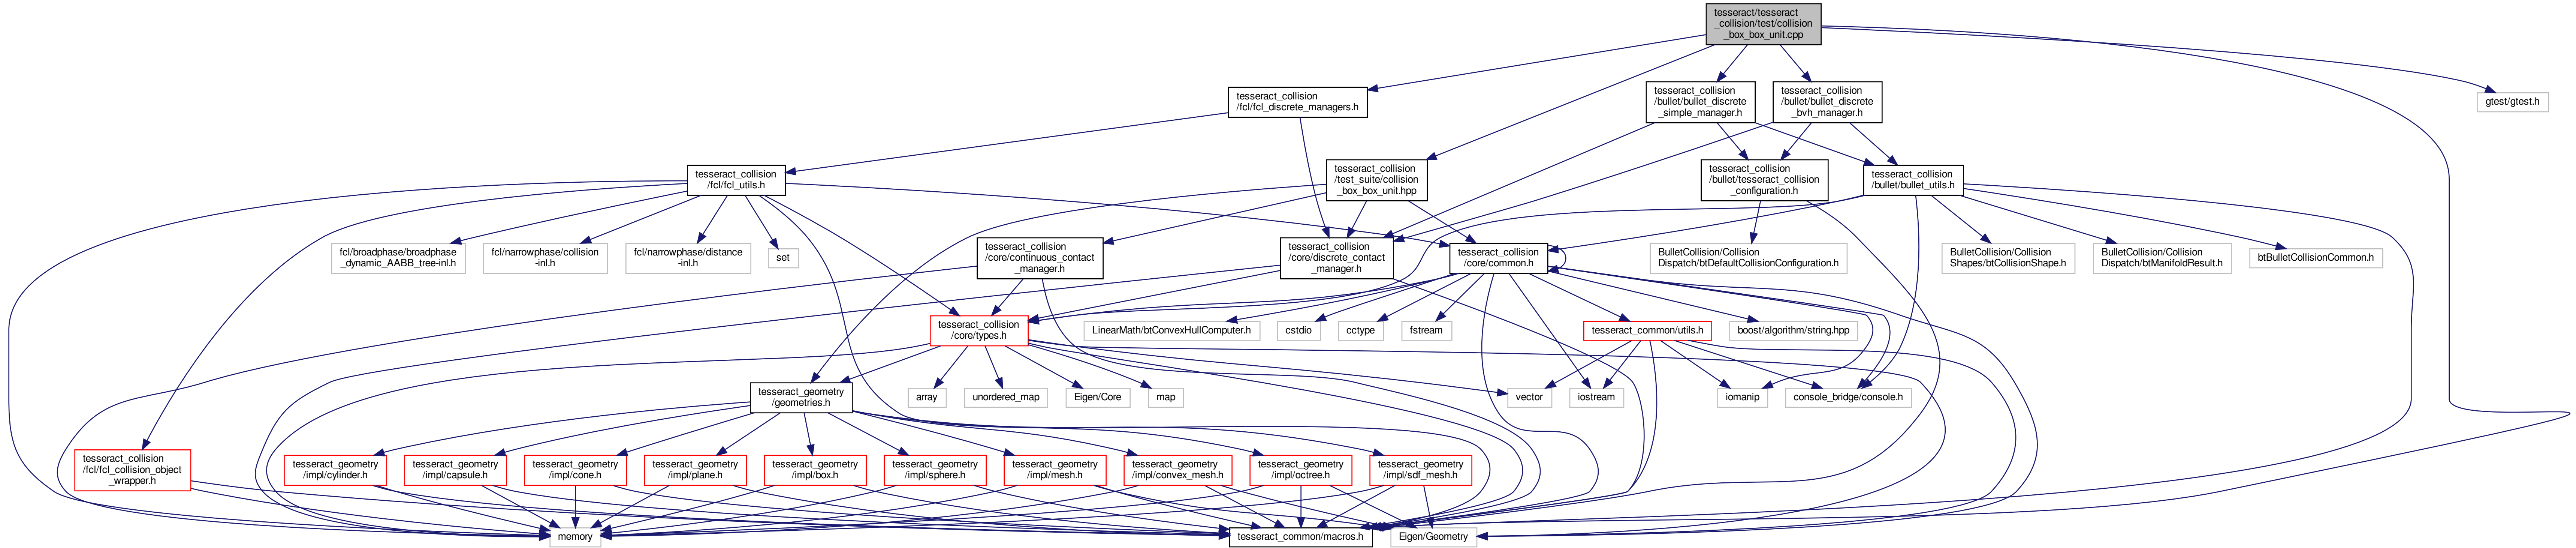 tesseract/tesseract
_collision/test/collision
_box_box_unit.cpp
tesseract_collision
/fcl/fcl_discrete_managers.h
tesseract_collision
/bullet/bullet_discrete
_simple_manager.h
tesseract_collision
/bullet/bullet_discrete
_bvh_manager.h
gtest/gtest.h
tesseract_collision
/fcl/fcl_utils.h
tesseract_collision
/test_suite/collision
_box_box_unit.hpp
tesseract_collision
/bullet/tesseract_collision
_configuration.h
tesseract_collision
/bullet/bullet_utils.h
fcl/broadphase/broadphase
_dynamic_AABB_tree-inl.h
fcl/narrowphase/collision
-inl.h
fcl/narrowphase/distance
-inl.h
set
tesseract_collision
/core/continuous_contact
_manager.h
tesseract_collision
/core/discrete_contact
_manager.h
tesseract_collision
/core/common.h
BulletCollision/Collision
Dispatch/btDefaultCollisionConfiguration.h
BulletCollision/Collision
Shapes/btCollisionShape.h
BulletCollision/Collision
Dispatch/btManifoldResult.h
btBulletCollisionCommon.h
tesseract_collision
/core/types.h
LinearMath/btConvexHullComputer.h
cstdio
cctype
fstream
tesseract_common/utils.h
boost/algorithm/string.hpp
tesseract_geometry
/geometries.h
array
unordered_map
Eigen/Core
map
vector
iostream
iomanip
console_bridge/console.h
tesseract_collision
/fcl/fcl_collision_object
_wrapper.h
tesseract_geometry
/impl/cylinder.h
tesseract_geometry
/impl/capsule.h
tesseract_geometry
/impl/cone.h
tesseract_geometry
/impl/plane.h
tesseract_geometry
/impl/box.h
tesseract_geometry
/impl/sphere.h
tesseract_geometry
/impl/mesh.h
tesseract_geometry
/impl/convex_mesh.h
tesseract_geometry
/impl/octree.h
tesseract_geometry
/impl/sdf_mesh.h
memory
tesseract_common/macros.h
Eigen/Geometry